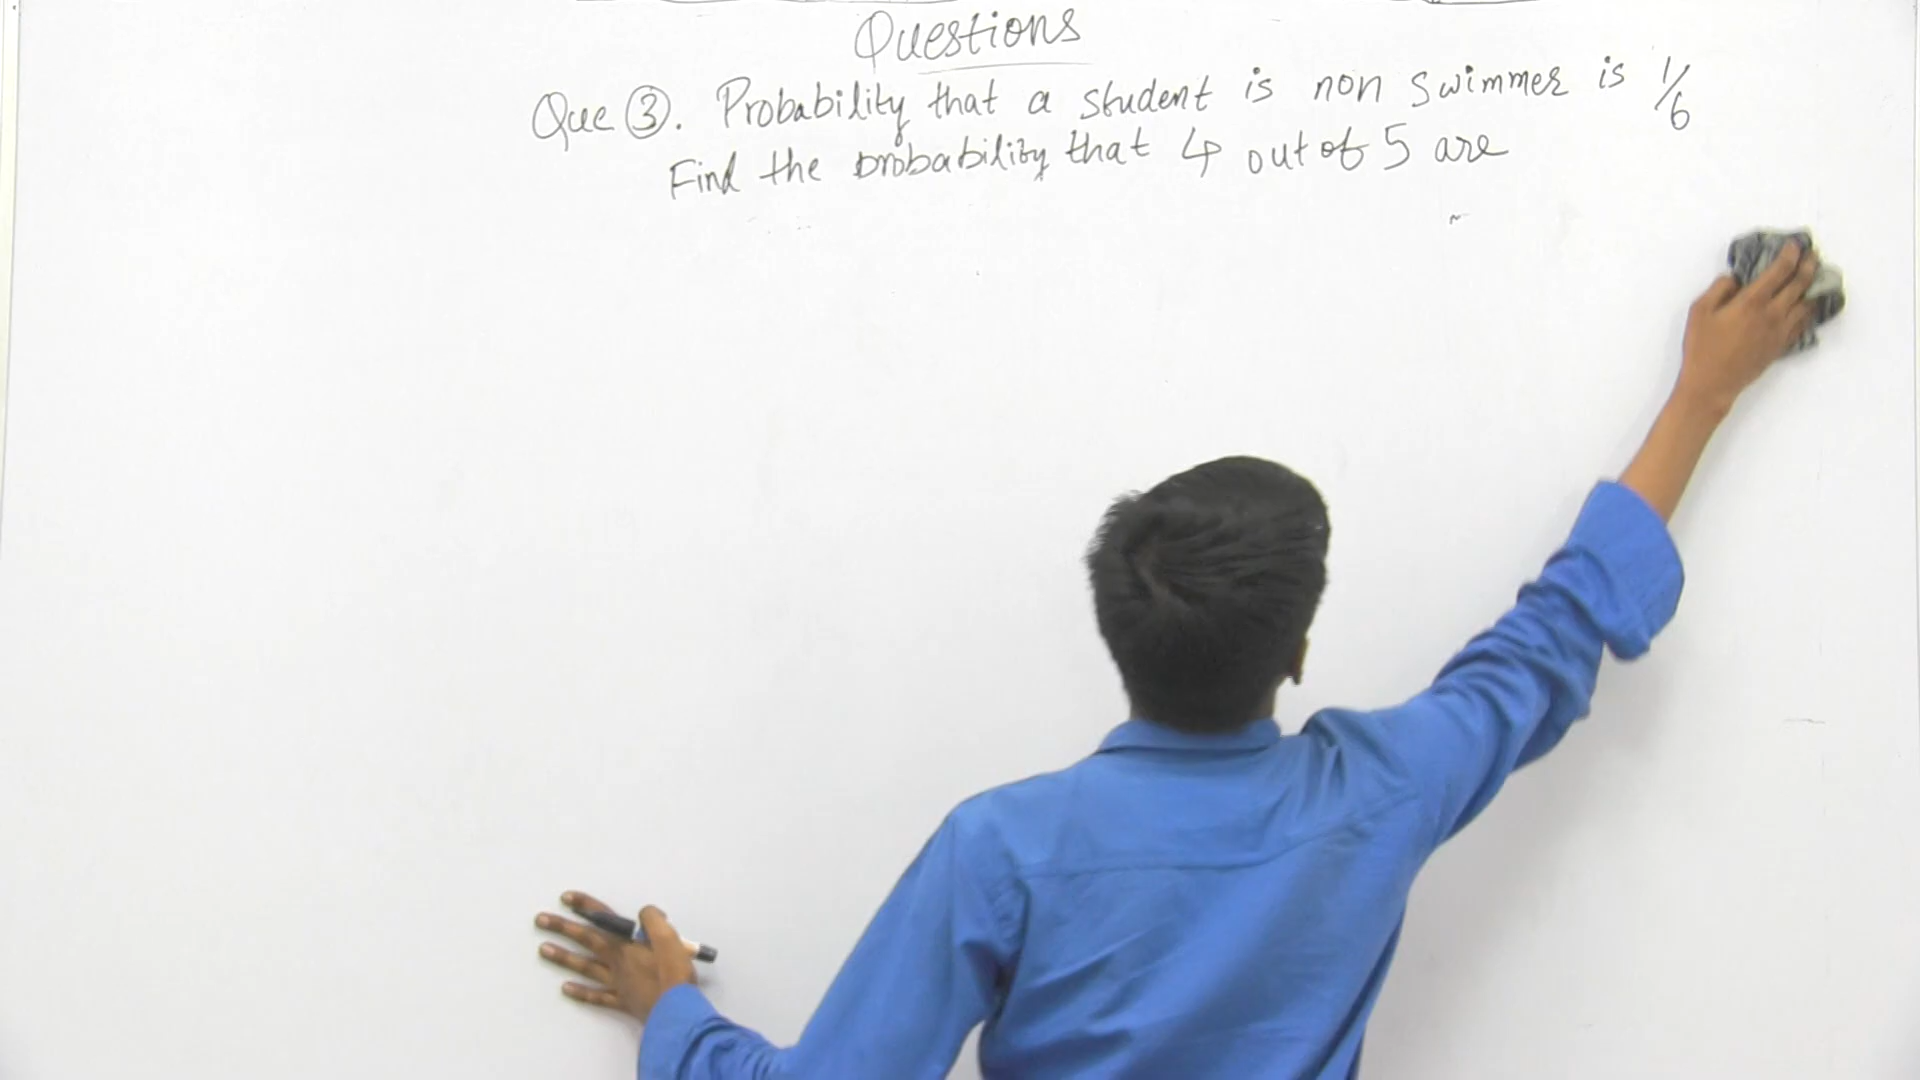 Questions
Que ③. Probability that a student is non swimmer is 1/6
Find the probability that 4 out of 5 are